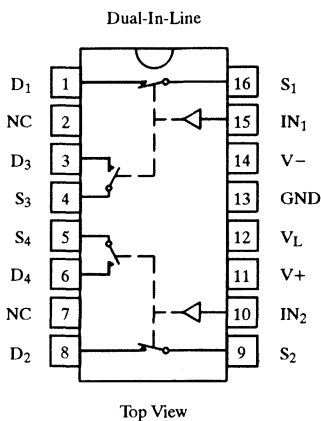 Dual-In-Line
D1 1 16 S1
NC 2 15 IN1
D3 3 14 V−
S3 4 13 GND
S4 5 12 VL
D4 6 11 V+
NC 7 10 IN2
D2 8 9 S2
Top View